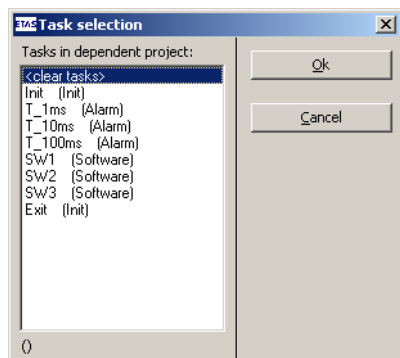 ETAS Task selection
Tasks in dependent project:
<clear tasks>
Init (Init)
T_1ms (Alarm)
T_10ms (Alarm)
T_100ms (Alarm)
SW1 (Software)
SW2 (Software)
SW3 (Software)
Exit (Init)
()
Ok
Cancel